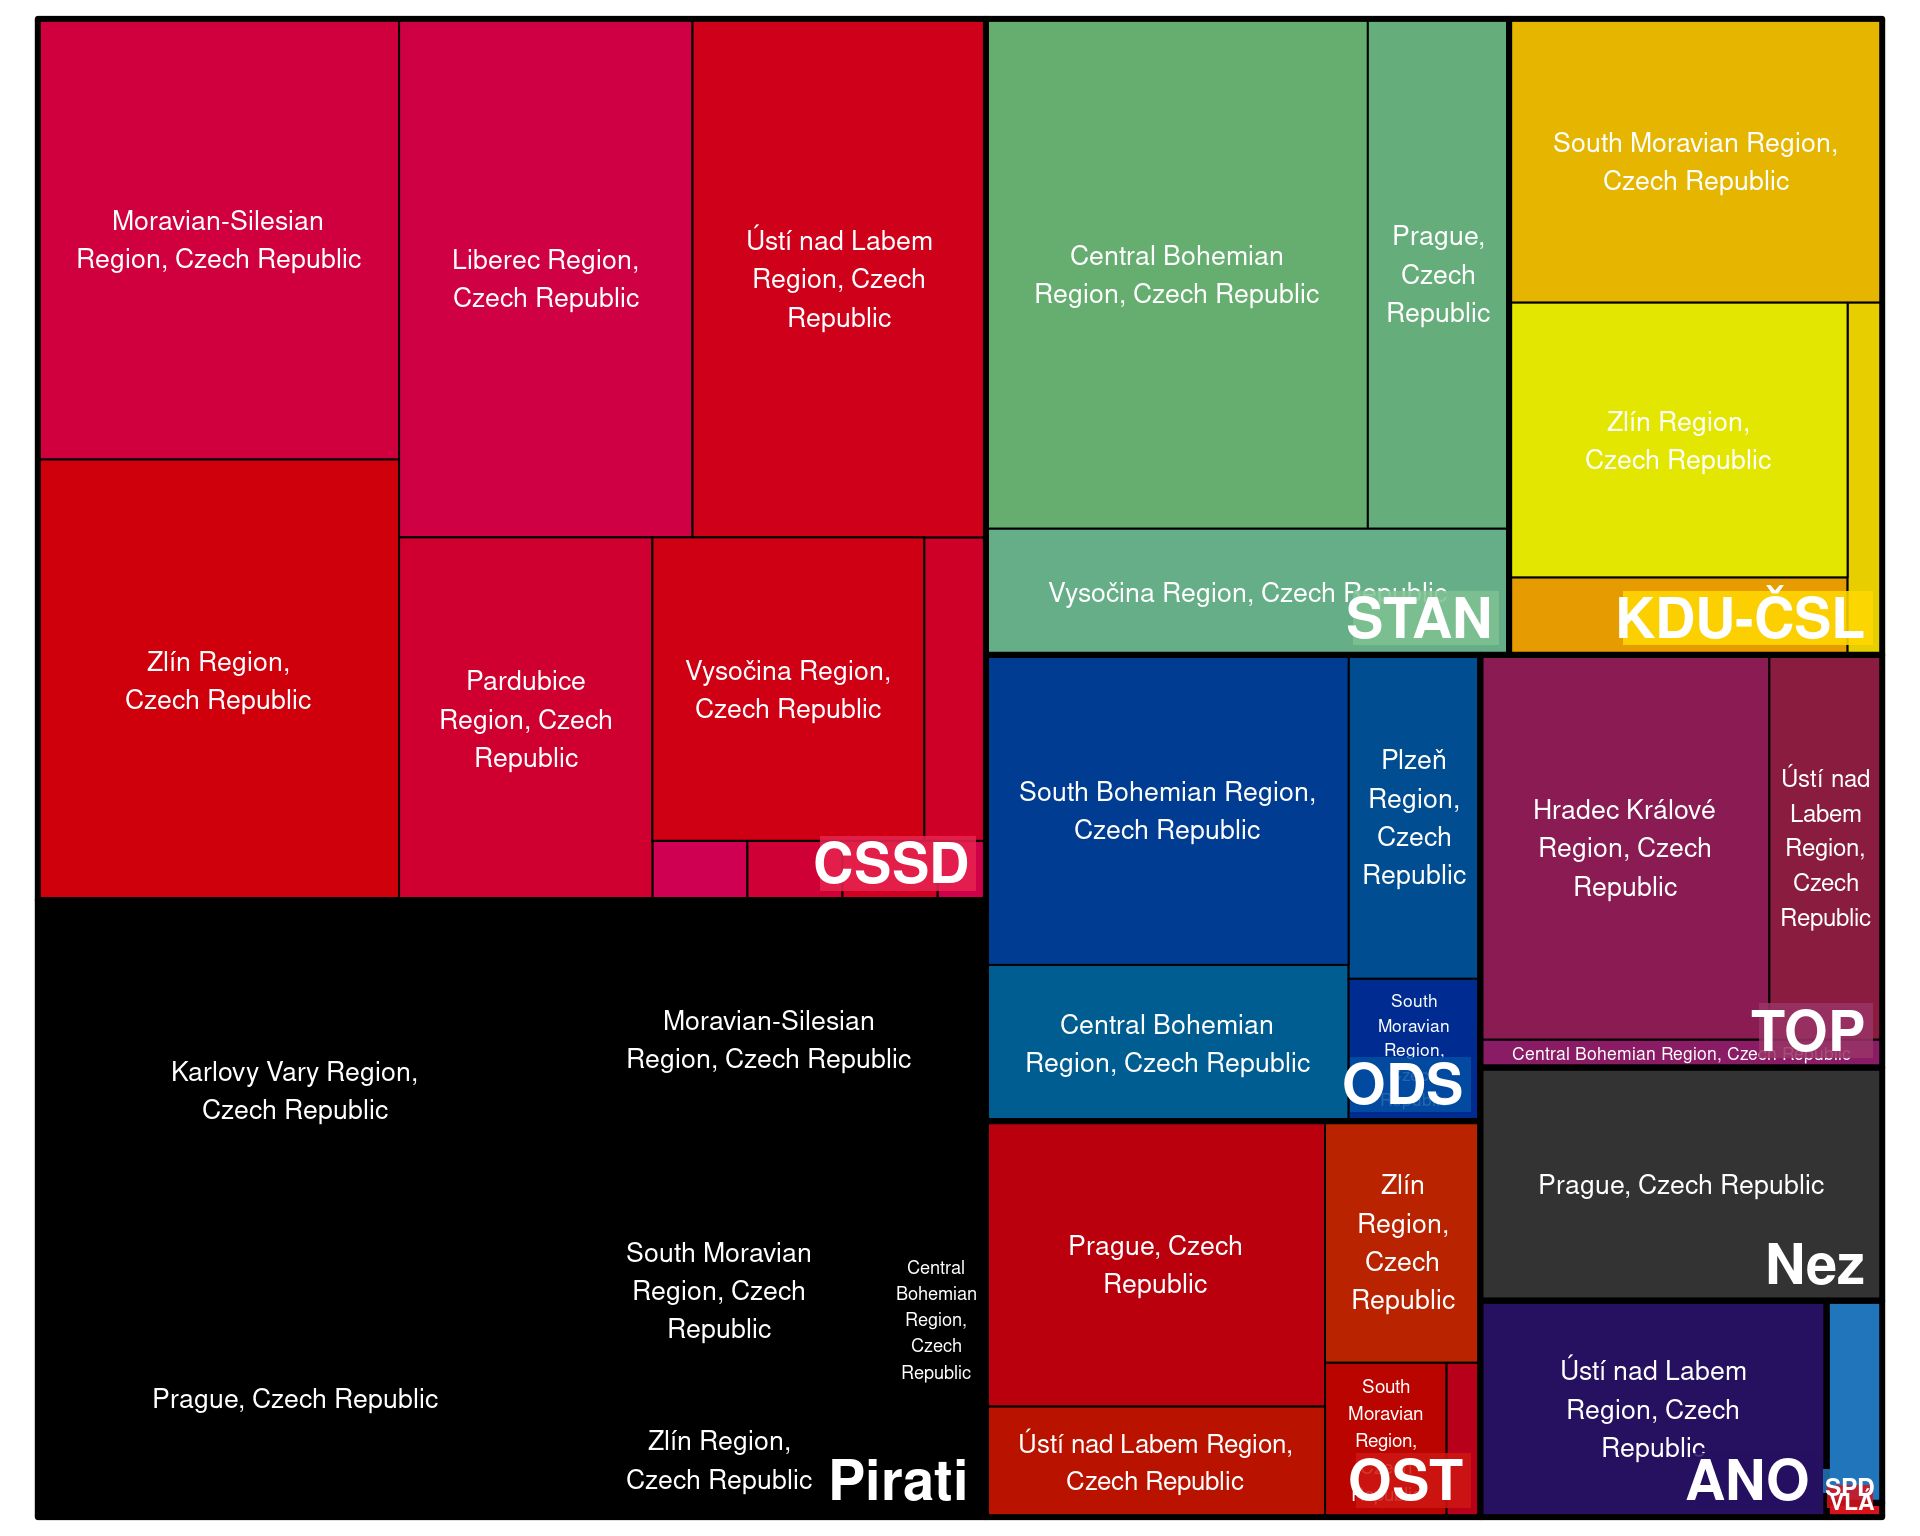 Moravian-Silesian
Region, Czech Republic
Liberec Region,
Czech Republic
Ústí nad Labem
Region, Czech
Republic
Zlín Region,
Czech Republic
Pardubice
Region, Czech
Republic
Vysočina Region,
Czech Republic
CSSD
Central Bohemian
Region, Czech Republic
Prague,
Czech
Republic
Vysočina Region, Czech Republic
STAN
South Moravian Region,
Czech Republic
Zlín Region,
Czech Republic
KDU-ČSL
South Bohemian Region,
Czech Republic
Plzeň
Region,
Czech
Republic
Central Bohemian
Region, Czech Republic
South
Moravian
Region,
ODS
Hradec Králové
Region, Czech
Republic
Ústí nad
Labem
Region,
Czech
Republic
Central Bohemian Region, Czech Republic
TOP
Karlovy Vary Region,
Czech Republic
Moravian-Silesian
Region, Czech Republic
Prague, Czech Republic
South Moravian
Region, Czech
Republic
Central
Bohemian
Region,
Czech
Republic
Zlín Region,
Czech Republic
Pirati
Prague, Czech
Republic
Zlín
Region,
Czech
Republic
Ústí nad Labem Region,
Czech Republic
South
Moravian
Region,
OST
Prague, Czech Republic
Nez
Ústí nad Labem
Region, Czech
Republic
ANO
SPD
VLA